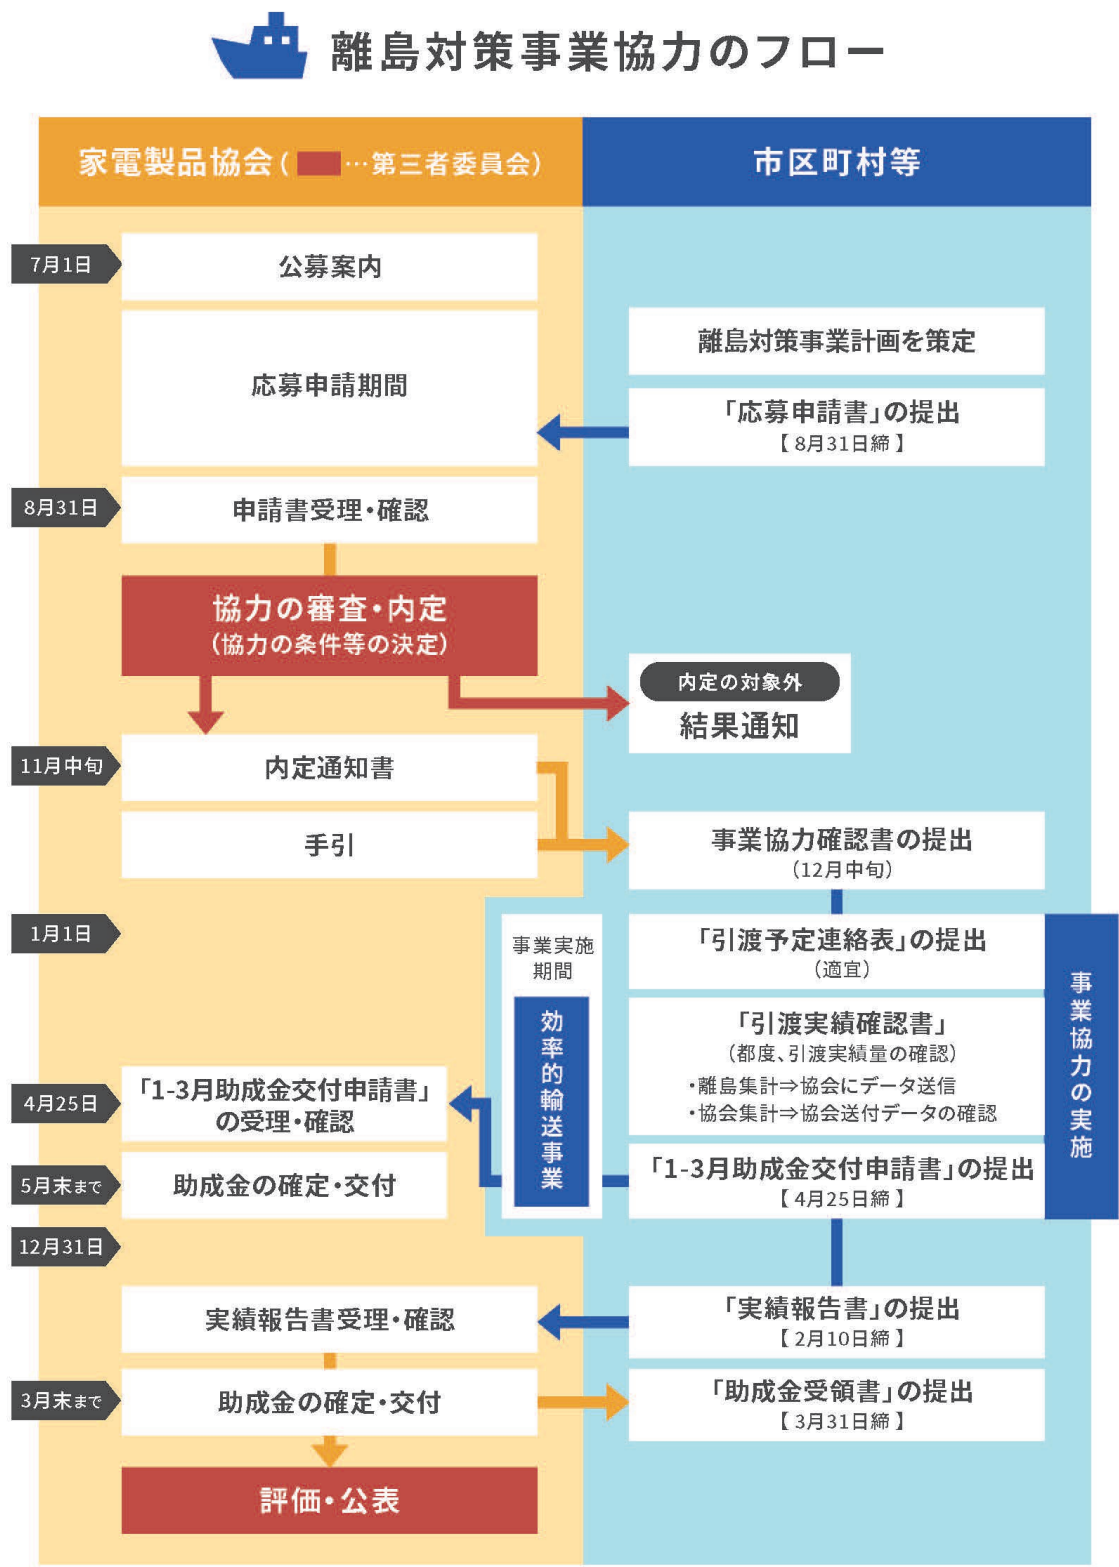 離島対策事業協力のフロー
家電製品協会( …第三者委員会)
市区町村等
7月1日
公募案内
応募申請期間
離島対策事業計画を策定
「応募申請書」の提出
【 8月31日締 】
8月31日
申請書受理・確認
協力の審査・内定
(協力の条件等の決定)
内定の対象外
結果通知
11月中旬
内定通知書
手引
事業協力確認書の提出
(12月中旬)
1月1日
事業実施
期間
効率的輸送事業
「引渡予定連絡表」の提出
(適宜)
「引渡実績確認書」
(都度、引渡実績量の確認)
・離島集計⇒協会にデータ送信
・協会集計⇒協会送付データの確認
事業協力の実施
4月25日
「1-3月助成金交付申請書」
の受理・確認
「1-3月助成金交付申請書」の提出
【 4月25日締 】
5月末まで
助成金の確定・交付
12月31日
実績報告書受理・確認
「実績報告書」の提出
【 2月10日締 】
3月末まで
助成金の確定・交付
「助成金受領書」の提出
【 3月31日締 】
評価・公表